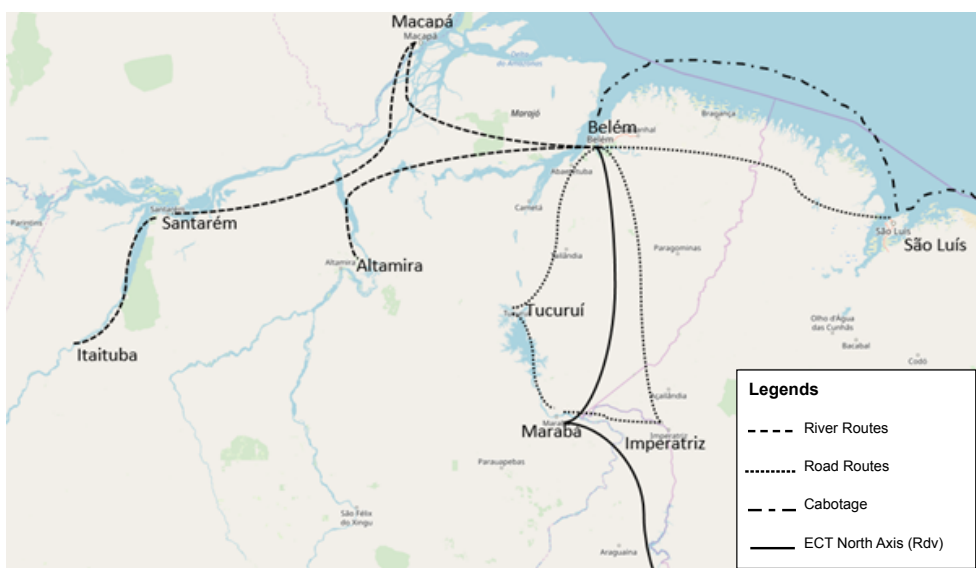 Macapá
Macapá
Marajó
Bragança
Belém
Belém
Santarém
Santarém
Parintins
Cametá
São Luís
São Luís
Altamira
Altamira
Paragominas
Tucuruí
Itaituba
Olho d'Água
das Cunhãs
Bacabal
Codó
Açailândia
Marabá
Imperatriz
Imperatriz
Parauapebas
São Félix
do Xingu
Araguaína
Legends
River Routes
Road Routes
Cabotage
ECT North Axis (Rdv)